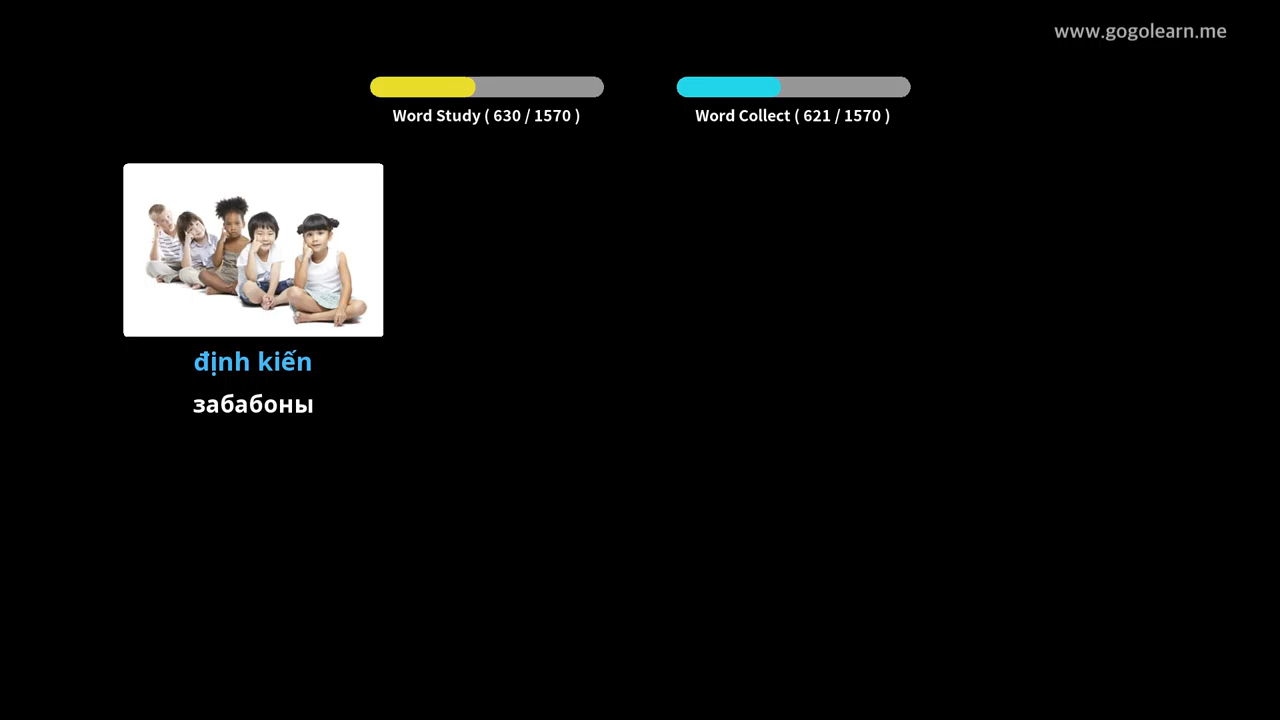 www.gogolearn.me
Word Study ( 630 / 1570 )
Word Collect ( 621 / 1570 )
định kiến
забабоны